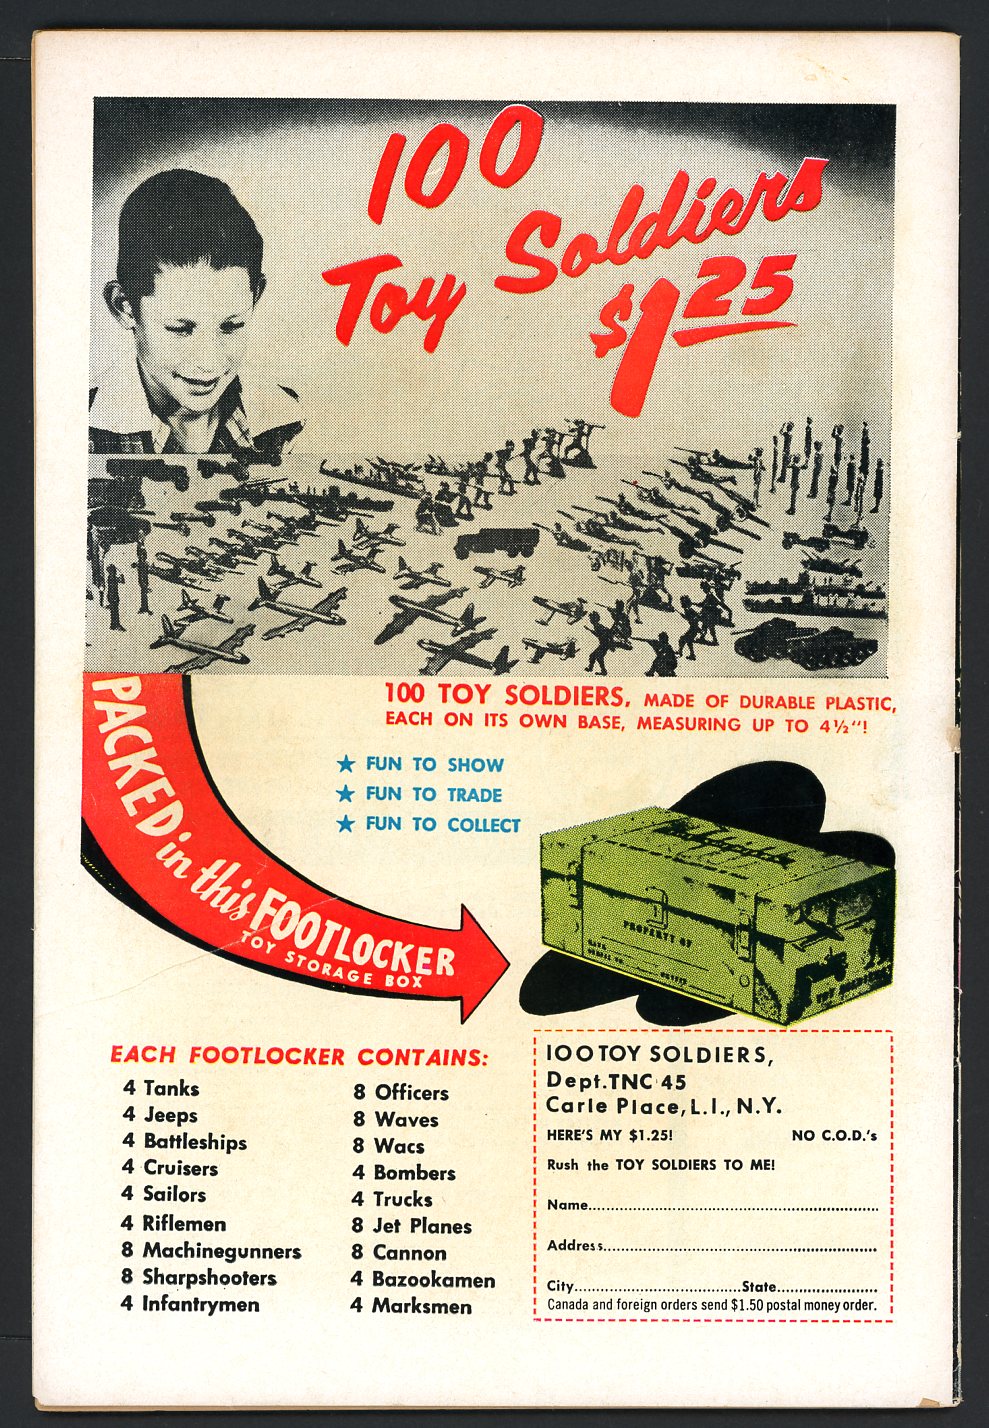 100
Toy Soldiers
$1.25
100 TOY SOLDIERS, MADE OF DURABLE PLASTIC,
EACH ON ITS OWN BASE, MEASURING UP TO 4½"!
PACKED in this FOOTLOCKER
TOY STORAGE BOX
★ FUN TO SHOW
★ FUN TO TRADE
★ FUN TO COLLECT
PROPERTY OF
EACH FOOTLOCKER CONTAINS:
4 Tanks
4 Jeeps
4 Battleships
4 Cruisers
4 Sailors
4 Riflemen
8 Machinegunners
8 Sharpshooters
4 Infantrymen
8 Officers
8 Waves
8 Wacs
4 Bombers
4 Trucks
8 Jet Planes
8 Cannon
4 Bazookamen
4 Marksmen
100 TOY SOLDIERS,
Dept. TNC 45
Carle Place, L.I., N.Y.
HERE'S MY $1.25! NO C.O.D.'s
Rush the TOY SOLDIERS TO ME!
Name
Address
City State
Canada and foreign orders send $1.50 postal money order.